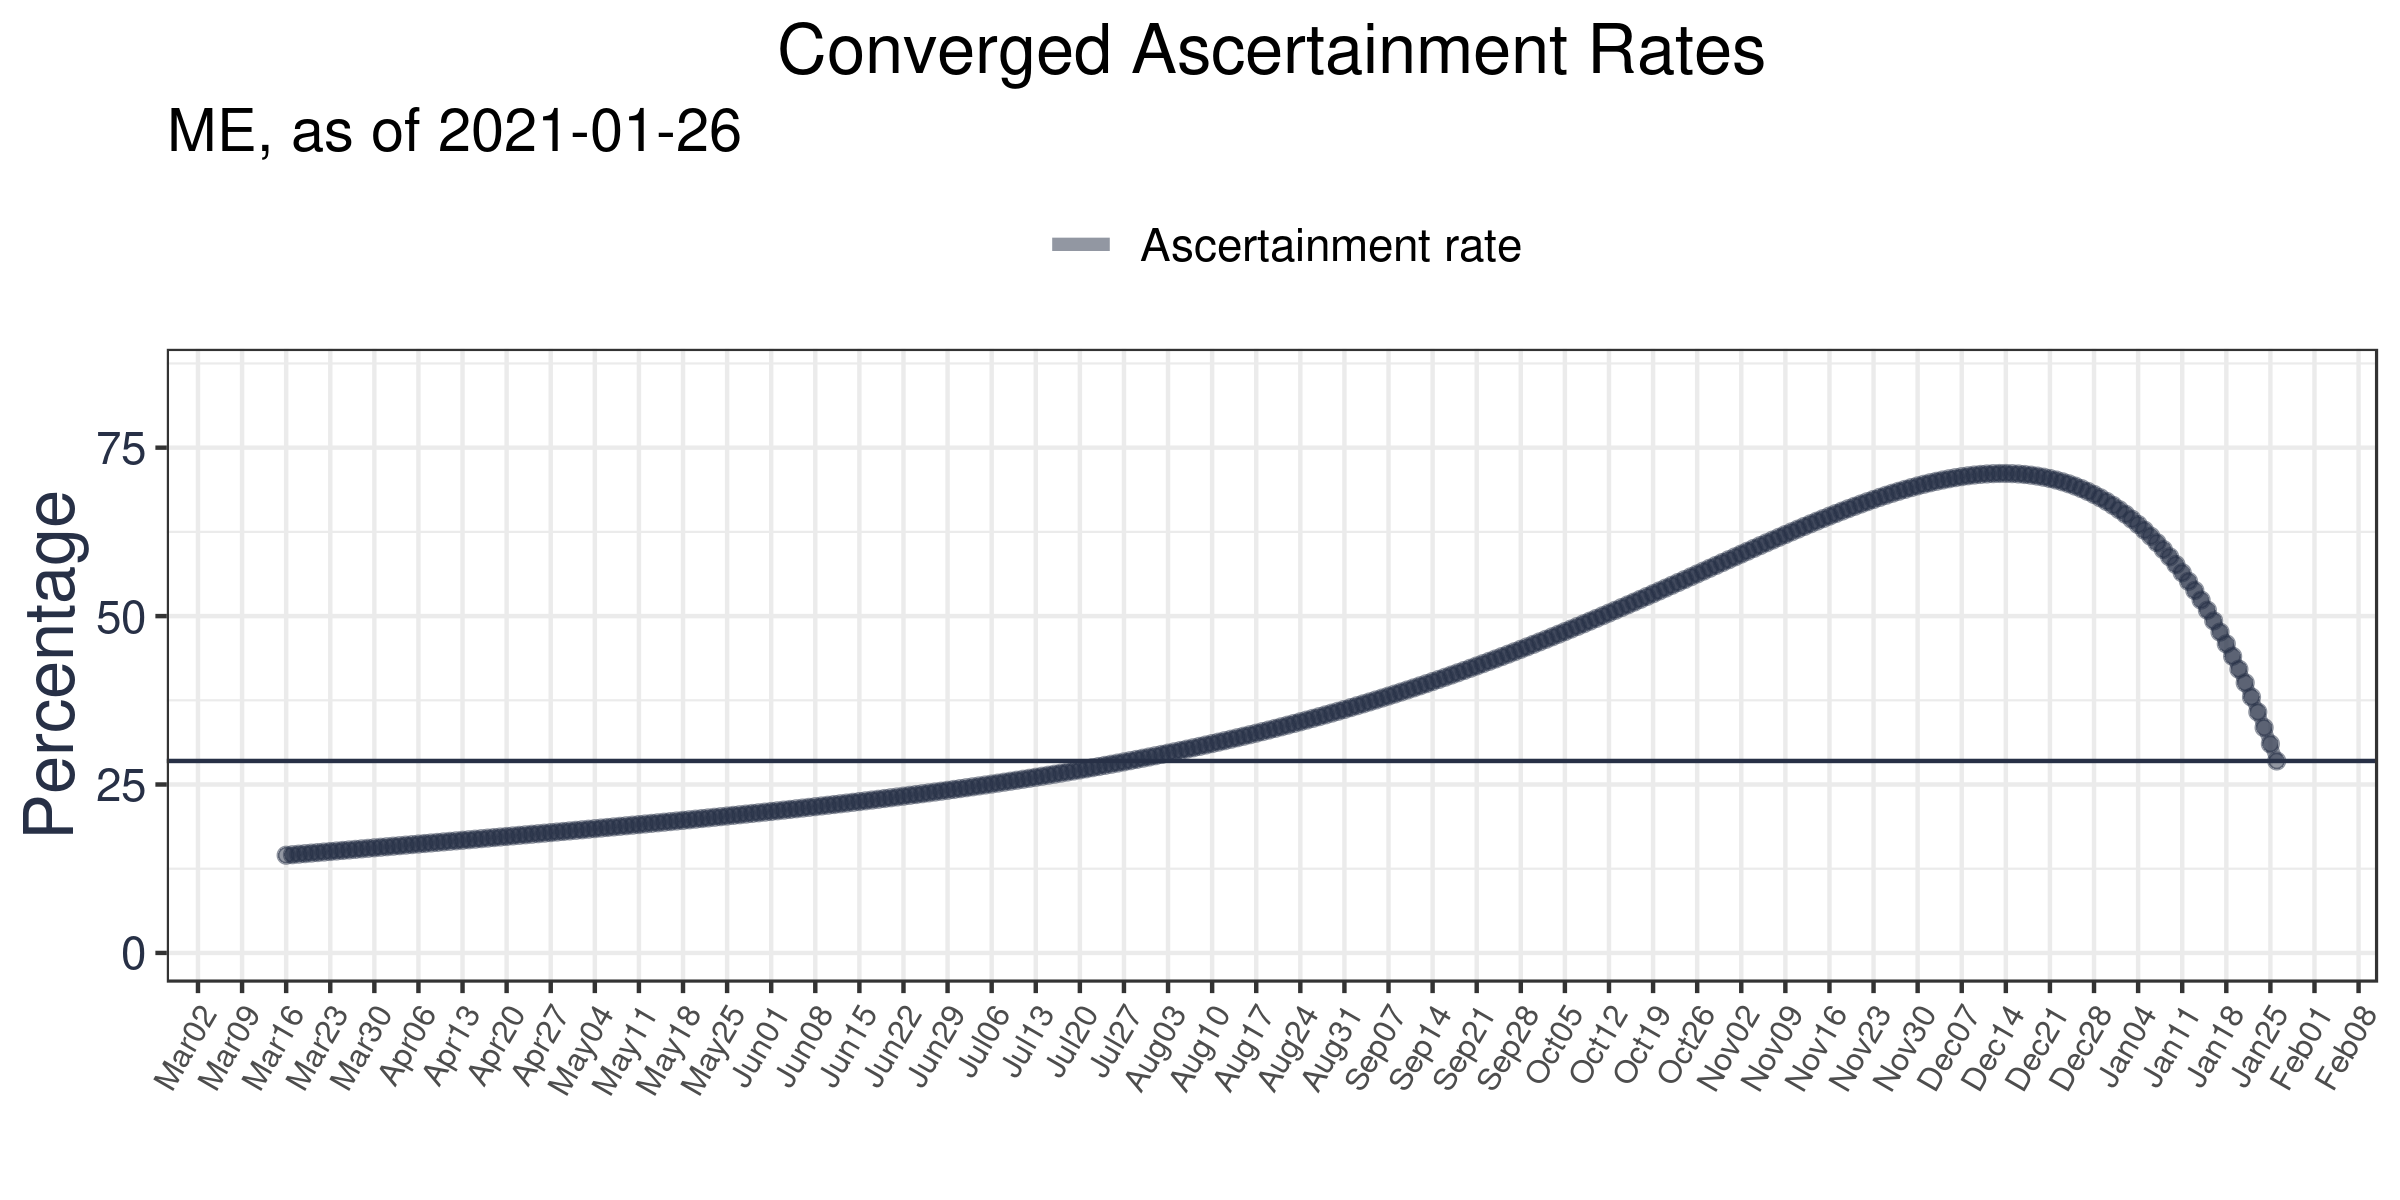 Converged Ascertainment Rates
ME, as of 2021-01-26
Ascertainment rate
Percentage
75
50
25
0
Mar02 Mar09 Mar16 Mar23 Mar30 Apr06 Apr13 Apr20 Apr27 May04 May11 May18 May25 Jun01 Jun08 Jun15 Jun22 Jun29 Jul06 Jul13 Jul20 Jul27 Aug03 Aug10 Aug17 Aug24 Aug31 Sep07 Sep14 Sep21 Sep28 Oct05 Oct12 Oct19 Oct26 Nov02 Nov09 Nov16 Nov23 Nov30 Dec07 Dec14 Dec21 Dec28 Jan04 Jan11 Jan18 Jan25 Feb01 Feb08